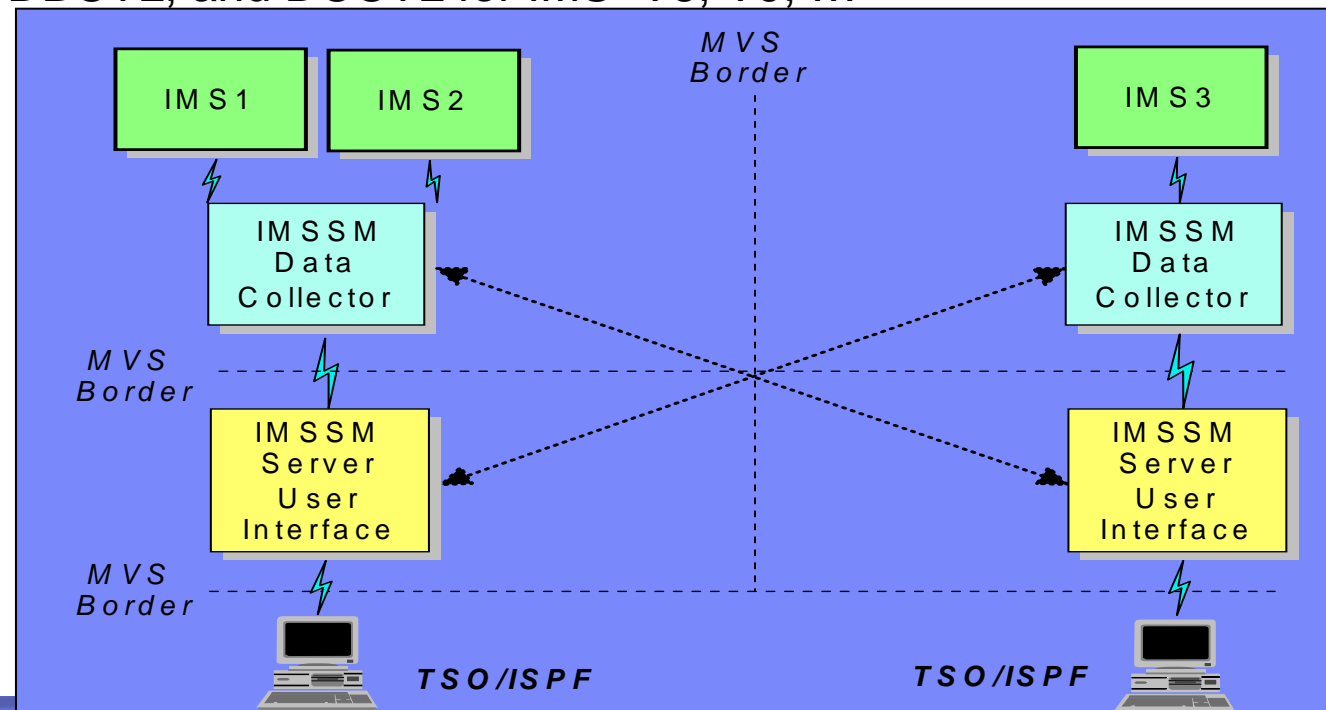 MVS
Border
IMS1
IMS2
IMS3
IMSSM
Data
Collector
IMSSM
Data
Collector
MVS
Border
IMSSM
Server
User
Interface
IMSSM
Server
User
Interface
MVS
Border
TSO/ISPF
TSO/ISPF